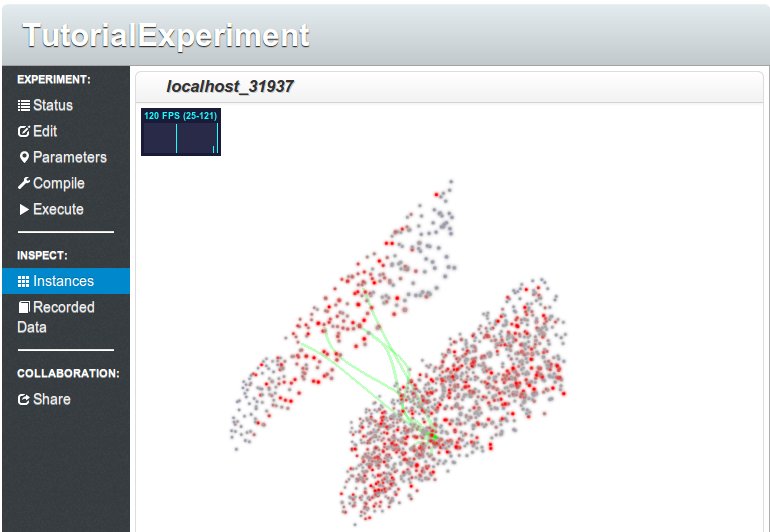 TutorialExperiment
EXPERIMENT:
Status
Edit
Parameters
Compile
Execute
INSPECT:
Instances
Recorded
Data
COLLABORATION:
Share
localhost_31937
120 FPS (25-121)